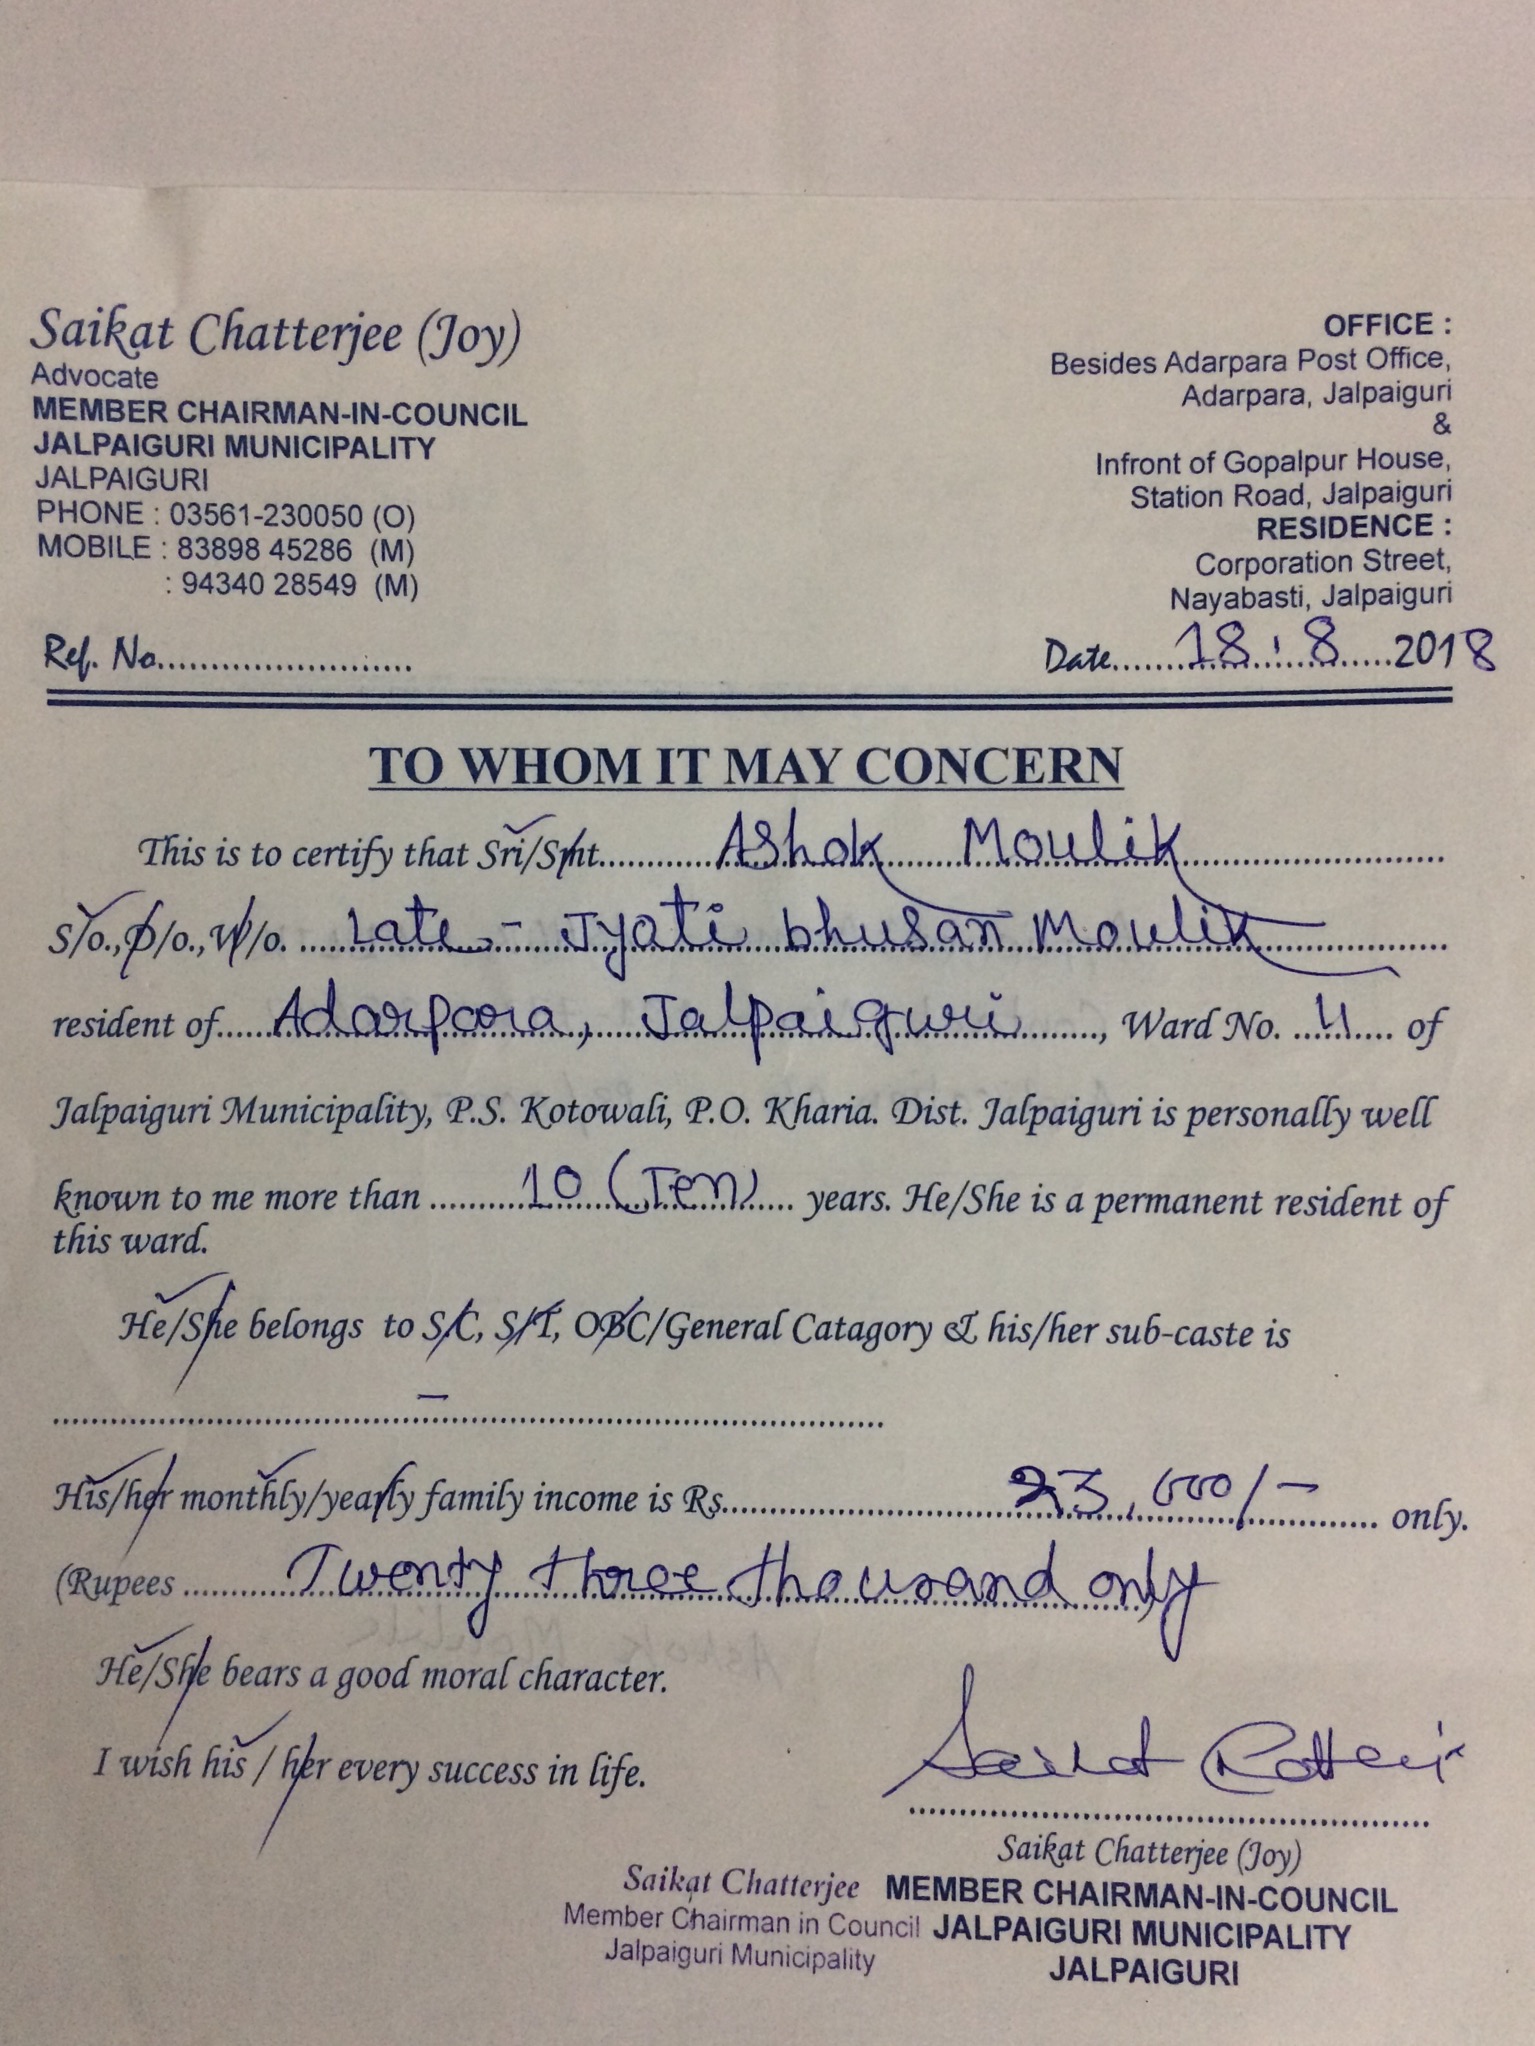 Saikat Chatterjee (Joy)
Advocate
MEMBER CHAIRMAN-IN-COUNCIL
JALPAIGURI MUNICIPALITY
JALPAIGURI
PHONE : 03561-230050 (O)
MOBILE : 83898 45286 (M)
: 94340 28549 (M)
OFFICE :
Besides Adarpara Post Office,
Adarpara, Jalpaiguri
&
Infront of Gopalpur House,
Station Road, Jalpaiguri
RESIDENCE :
Corporation Street,
Nayabasti, Jalpaiguri
Ref. No........................
Date.......18.8.....2018
TO WHOM IT MAY CONCERN
This is to certify that Sri/Smt...........Ashok Moulik..........................
S/o.,D/o.,W/o. ....Late - Jyati bhusan Moulik..................
resident of.....Adarpara, Jalpaiguri........, Ward No. ...11.... of
Jalpaiguri Municipality, P.S. Kotowali, P.O. Kharia. Dist. Jalpaiguri is personally well
known to me more than .........10 (Ten).... years. He/She is a permanent resident of
this ward.
He/She belongs to S/C, S/T, OBC/General Catagory & his/her sub-caste is
.....................–.....................
His/her monthly/yearly family income is Rs..............................23,000/-............ only.
(Rupees ..........Twenty three thousand only
He/She bears a good moral character.
I wish his / her every success in life.
Saikat Chatterjee
Saikat Chatterjee (Joy)
MEMBER CHAIRMAN-IN-COUNCIL
JALPAIGURI MUNICIPALITY
JALPAIGURI
Saikat Chatterjee
Member Chairman in Council
Jalpaiguri Municipality